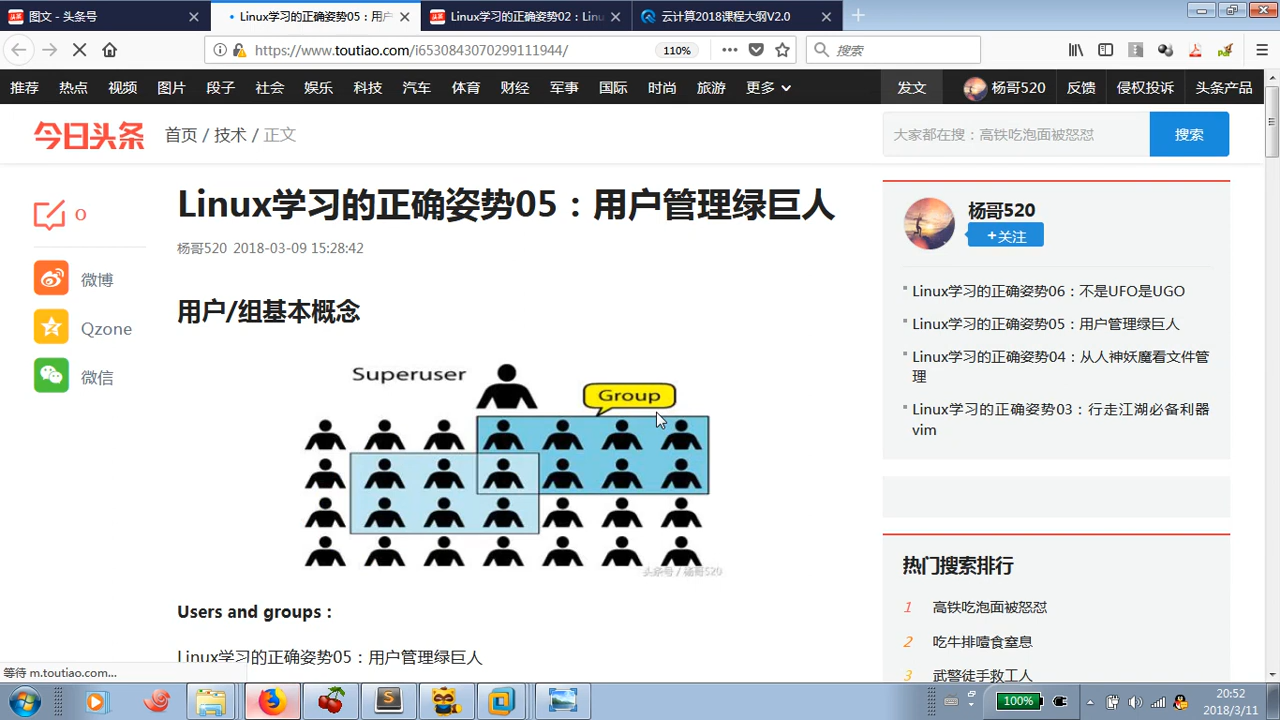 图文 - 头条号
Linux学习的正确姿势05：用户
Linux学习的正确姿势02：Linu
云计算2018课程大纲V2.0
https://www.toutiao.com/i6530843070299111944/
110%
搜索
推荐 热点 视频 图片 段子 社会 娱乐 科技 汽车 体育 财经 军事 国际 时尚 旅游 更多
发文 杨哥520 反馈 侵权投诉 头条产品
今日头条
首页 / 技术 / 正文
大家都在搜：高铁吃泡面被怒怼
搜索
0
微博
Qzone
微信
Linux学习的正确姿势05：用户管理绿巨人
杨哥520 2018-03-09 15:28:42
用户/组基本概念
Superuser
Group
头条号 / 杨哥520
Users and groups :
Linux学习的正确姿势05：用户管理绿巨人
杨哥520
+关注
Linux学习的正确姿势06：不是UFO是UGO
Linux学习的正确姿势05：用户管理绿巨人
Linux学习的正确姿势04：从人神妖魔看文件管
理
Linux学习的正确姿势03：行走江湖必备利器
vim
热门搜索排行
1 高铁吃泡面被怒怼
2 吃牛排噎食窒息
3 武警徒手救工人
等待 m.toutiao.com...
100%
20:52
2018/3/11